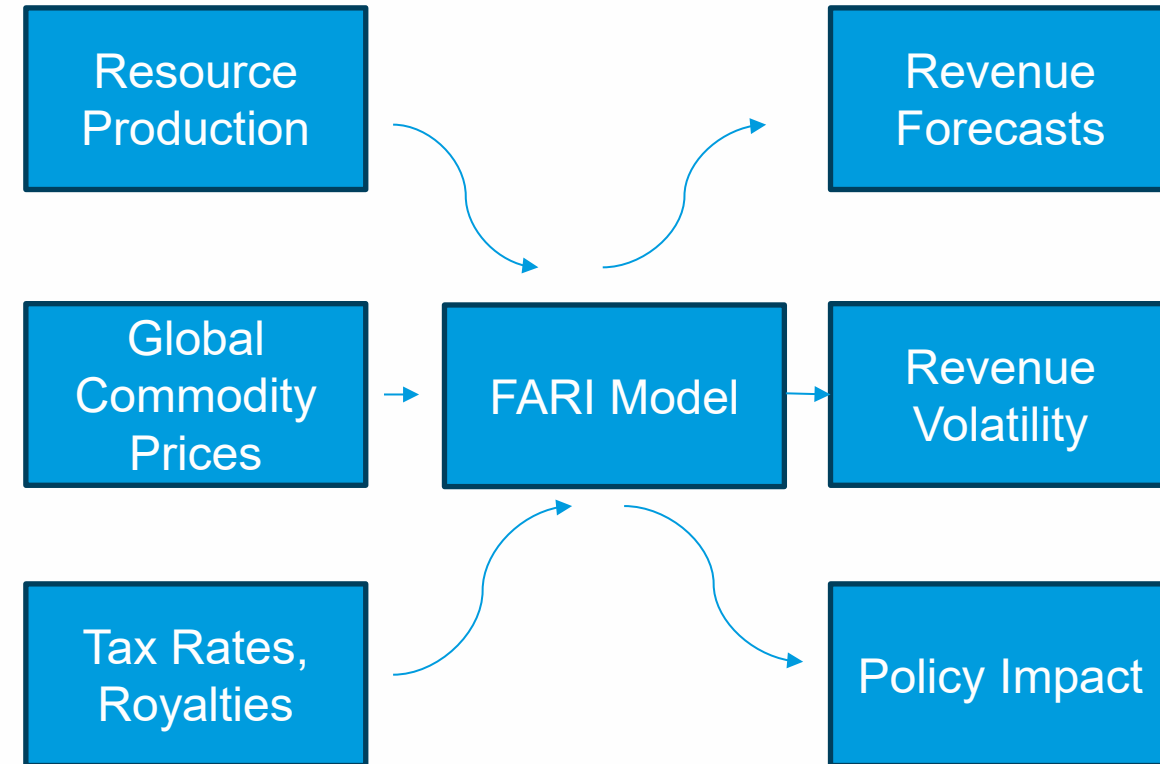 Resource
Production
Revenue
Forecasts
Global
Commodity
Prices
FARI Model
Revenue
Volatility
Tax Rates,
Royalties
Policy Impact